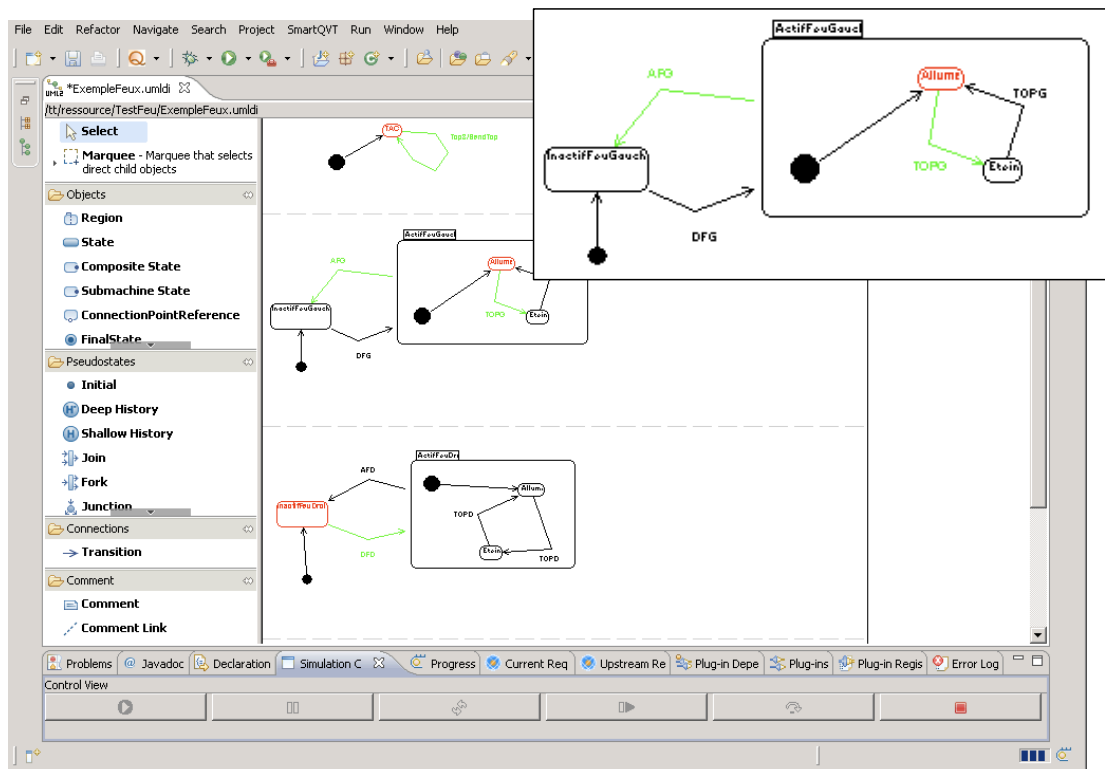 File Edit Refactor Navigate Search Project SmartQVT Run Window Help
*ExempleFeux.umldi
/tt/ressource/TestFeu/ExempleFeux.umldi
Select
Marquee - Marquee that selects
direct child objects
Objects
Region
State
Composite State
Submachine State
ConnectionPointReference
FinalState
Pseudostates
Initial
Deep History
Shallow History
Join
Fork
Junction
Connections
Transition
Comment
Comment
Comment Link
TAC
ActifFeuGaucl
AFG
Allume
TOPG
InactifFeuGauch
Etein
DFG
ActifFeuDro
AFD
Allum
TOPD
InactifFeuDroi
Etein
TOPD
DFD
ActifFeuGaucl
AFG
Allume
TOPG
InactifFeuGauch
TOPG
Etein
DFG
Problems Javadoc Declaration Simulation C Progress Current Req Upstream Re Plug-in Depe Plug-ins Plug-in Regis Error Log
Control View